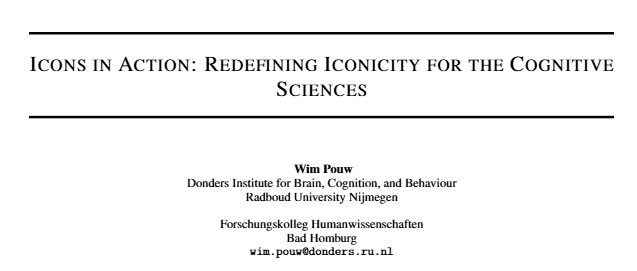 ICONS IN ACTION: REDEFINING ICONICITY FOR THE COGNITIVE
SCIENCES
Wim Pouw
Donders Institute for Brain, Cognition, and Behaviour
Radboud University Nijmegen
Forschungskolleg Humanwissenschaften
Bad Homburg
wim.pouw@donders.ru.nl